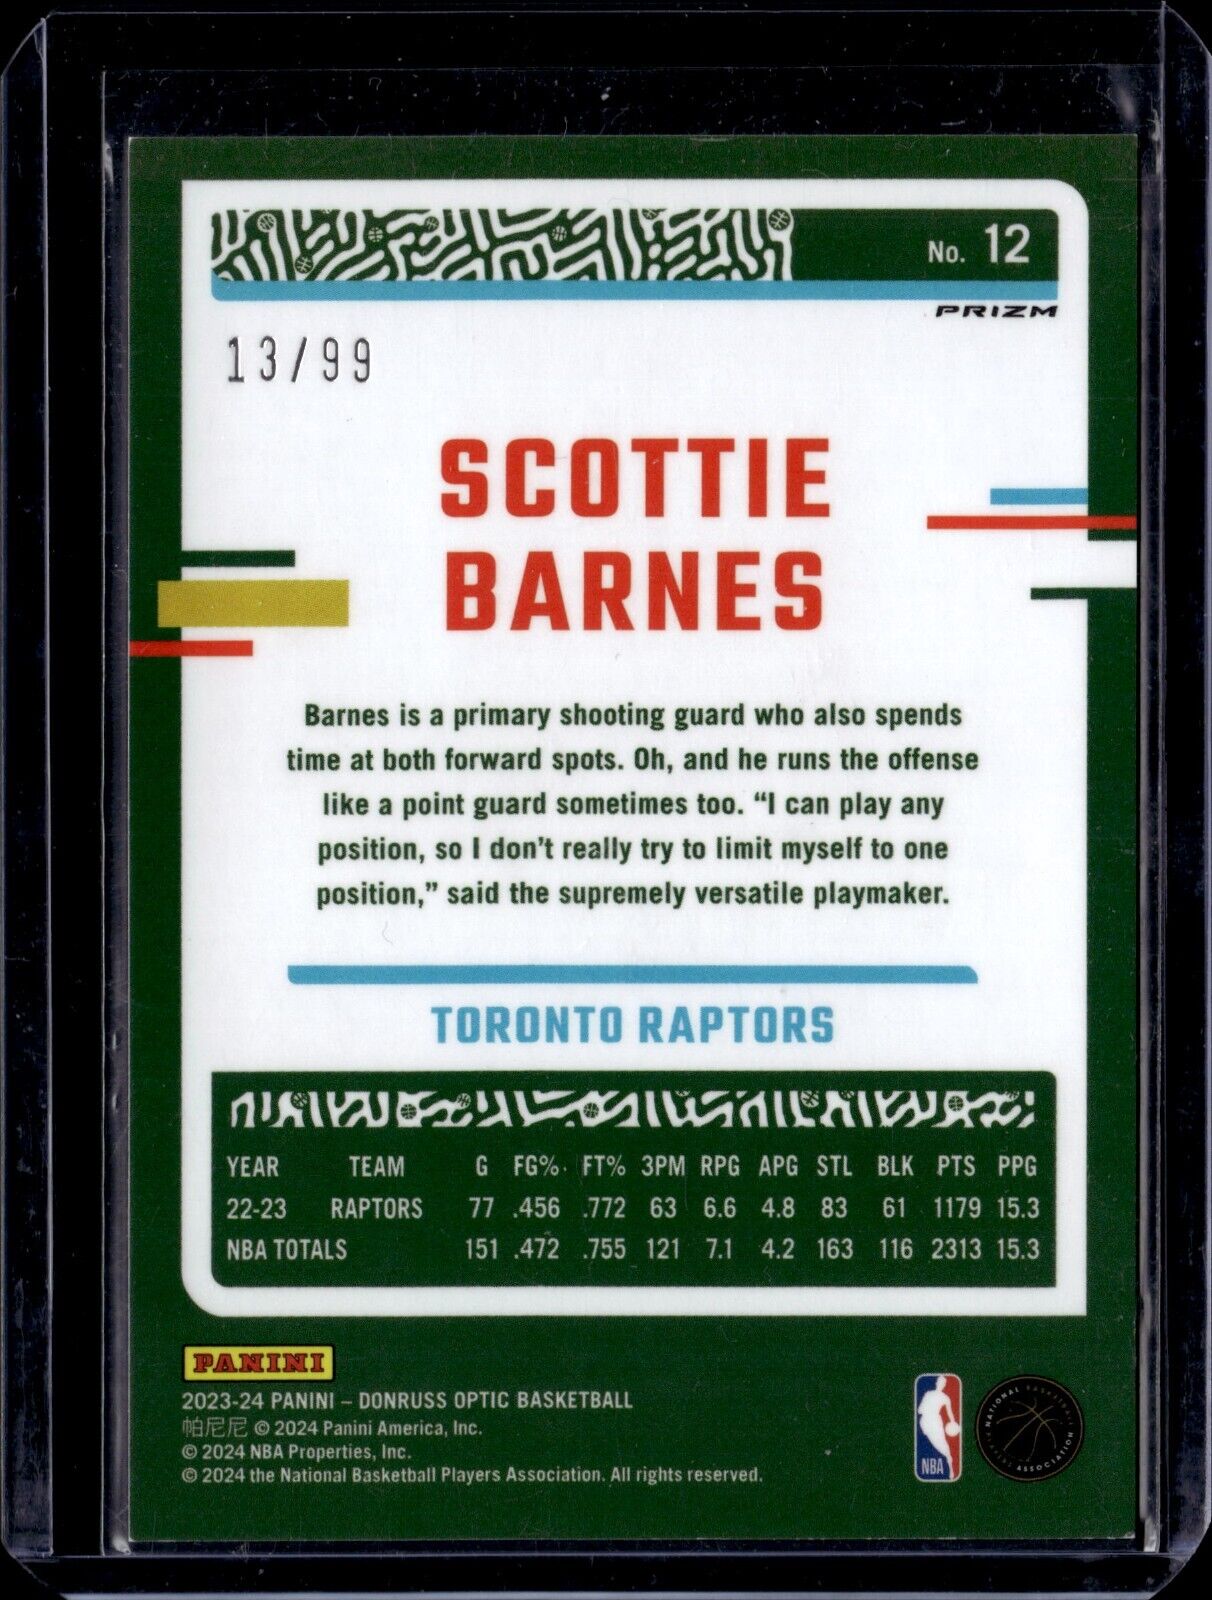 No. 12
PRIZM
13/99
SCOTTIE
BARNES
Barnes is a primary shooting guard who also spends
time at both forward spots. Oh, and he runs the offense
like a point guard sometimes too. “I can play any
position, so I don’t really try to limit myself to one
position,” said the supremely versatile playmaker.
TORONTO RAPTORS
YEAR TEAM G FG% FT% 3PM RPG APG STL BLK PTS PPG
22-23 RAPTORS 77 .456 .772 63 6.6 4.8 83 61 1179 15.3
NBA TOTALS 151 .472 .755 121 7.1 4.2 163 116 2313 15.3
PANINI
2023-24 PANINI – DONRUSS OPTIC BASKETBALL
帕尼尼 © 2024 Panini America, Inc.
© 2024 NBA Properties, Inc.
© 2024 the National Basketball Players Association. All rights reserved.
NBA
NATIONAL BASKETBALL PLAYERS ASSOCIATION